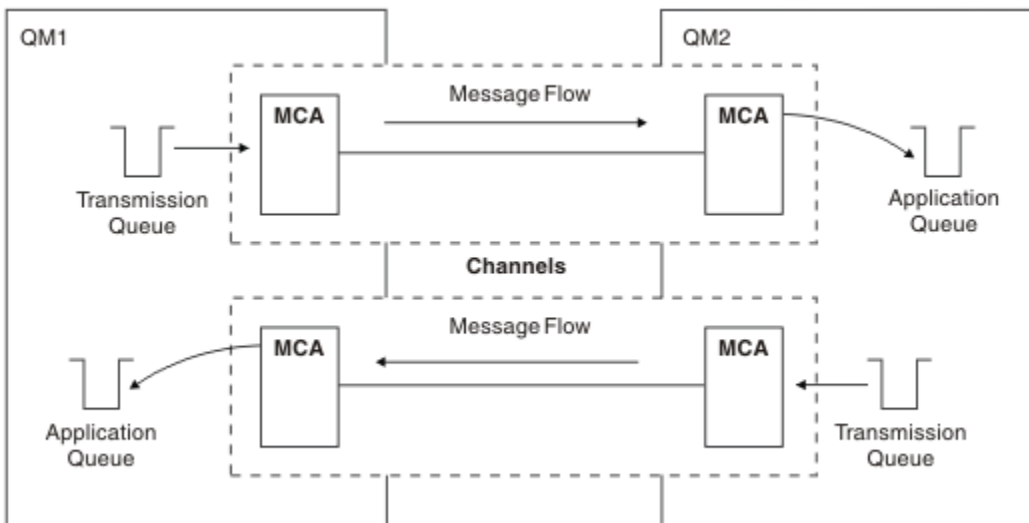 QM1
QM2
Message Flow
MCA
MCA
Transmission
Queue
Application
Queue
Channels
Message Flow
MCA
MCA
Application
Queue
Transmission
Queue